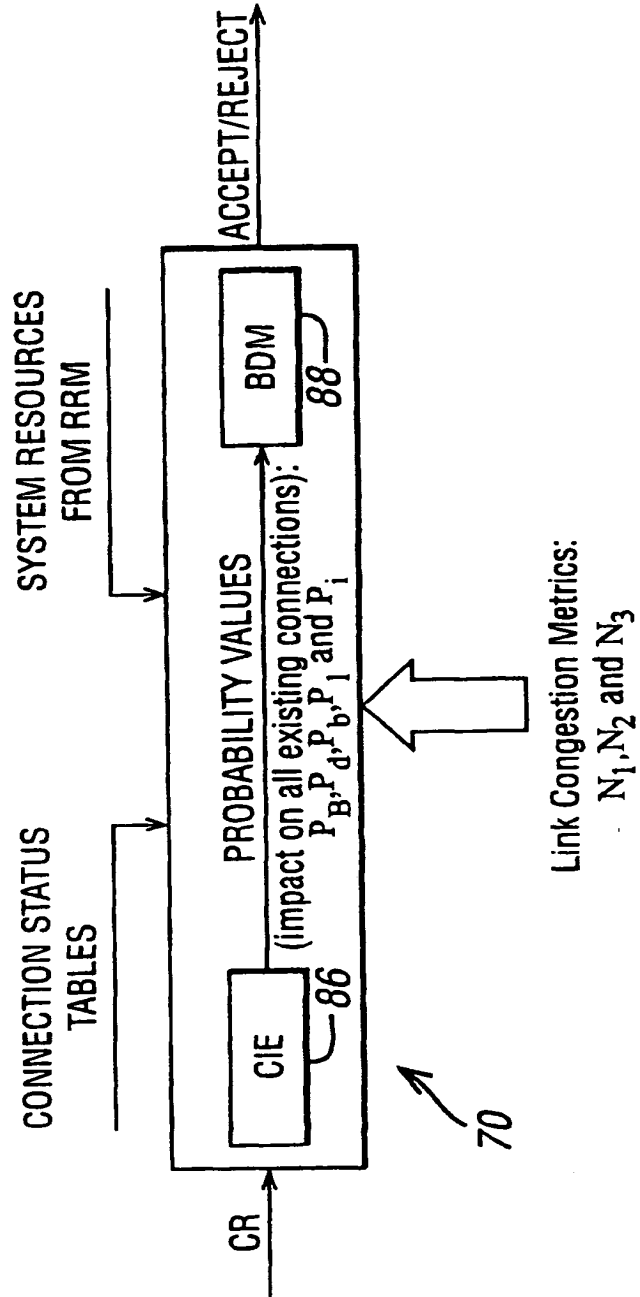 CONNECTION STATUS
TABLES
SYSTEM RESOURCES
FROM RRM
CR
CIE
86
PROBABILITY VALUES
(impact on all existing connections):
P_B,P_d,P_b,P_1 and P_i
BDM
88
ACCEPT/REJECT
70
Link Congestion Metrics:
N_1,N_2 and N_3